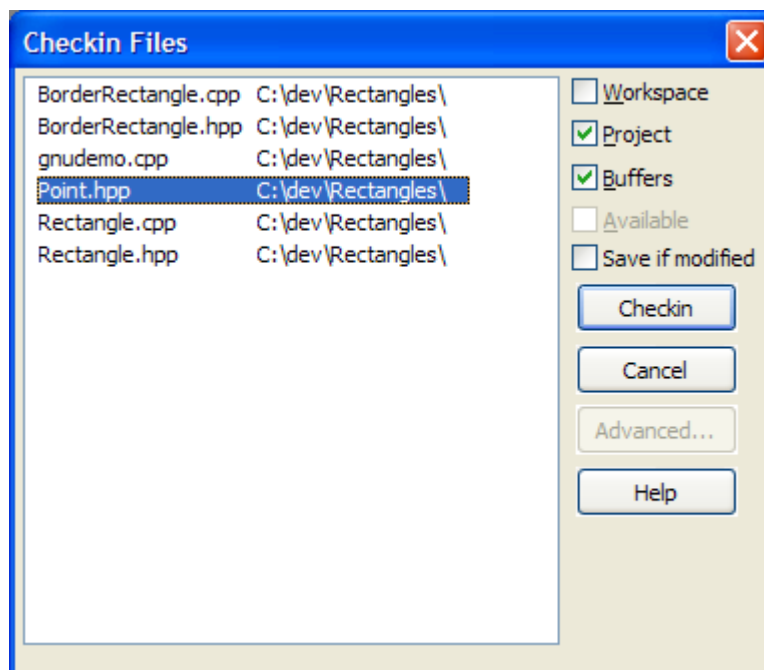 Checkin Files
BorderRectangle.cpp C:\dev\Rectangles\
BorderRectangle.hpp C:\dev\Rectangles\
gnudemo.cpp C:\dev\Rectangles\
Point.hpp C:\dev\Rectangles\
Rectangle.cpp C:\dev\Rectangles\
Rectangle.hpp C:\dev\Rectangles\
Workspace
Project
Buffers
Available
Save if modified
Checkin
Cancel
Advanced...
Help